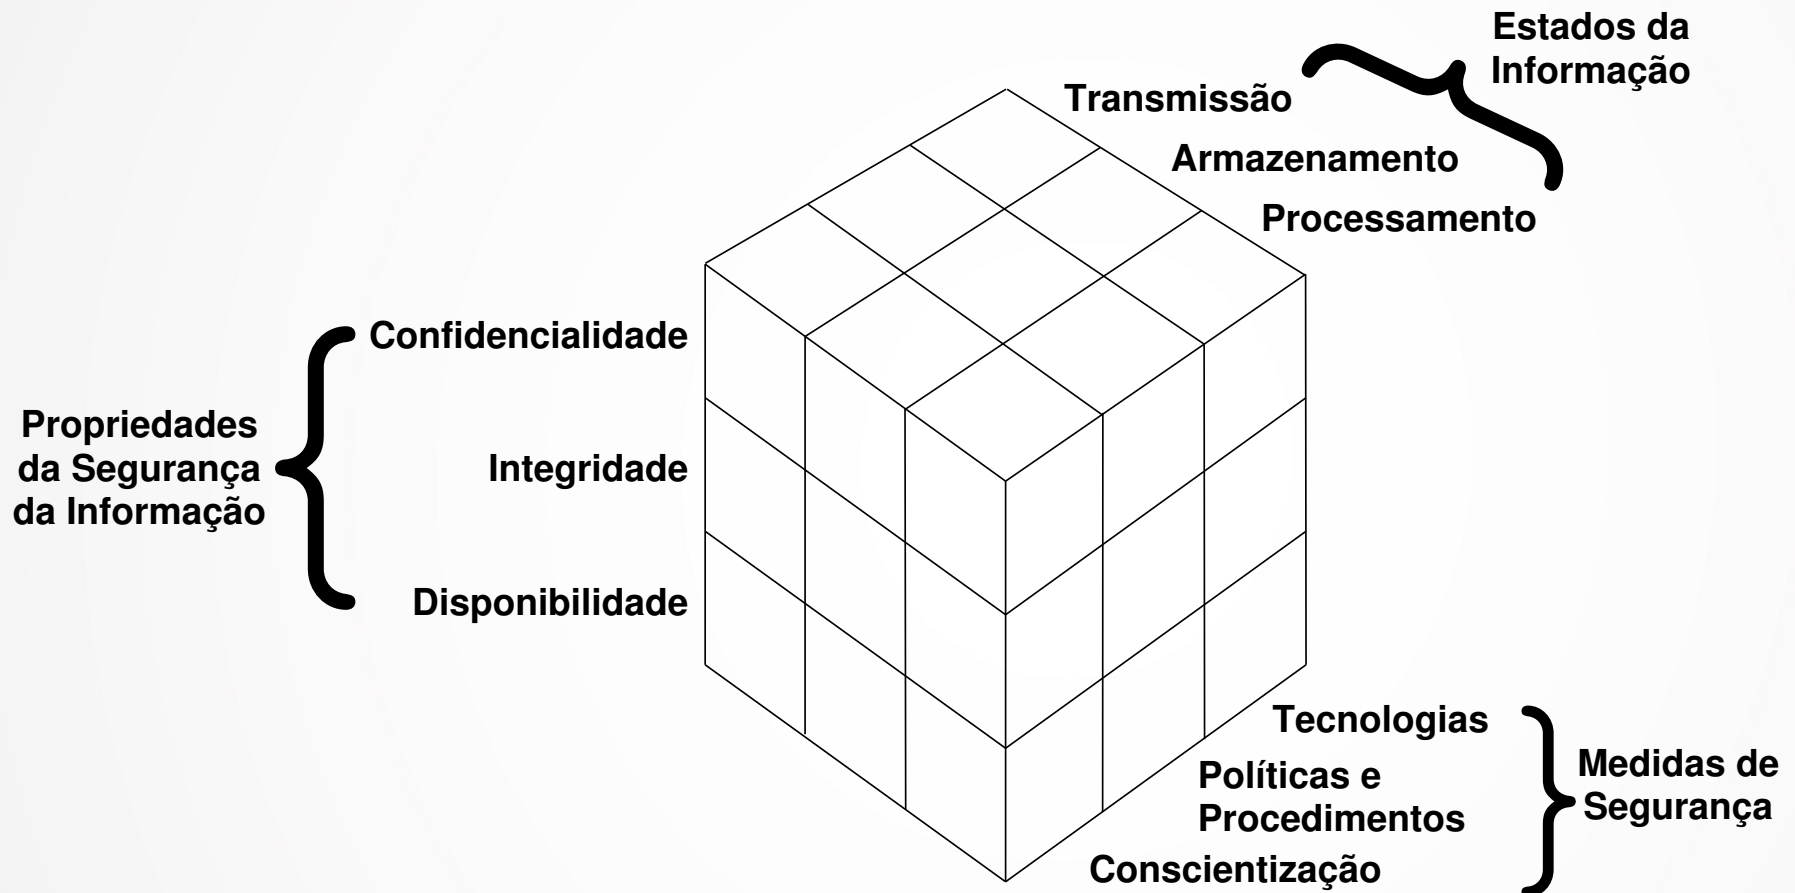 Estados da
Informação
Transmissão
Armazenamento
Processamento
Confidencialidade
Propriedades
da Segurança
da Informação
Integridade
Disponibilidade
Tecnologias
Políticas e
Procedimentos
Conscientização
Medidas de
Segurança